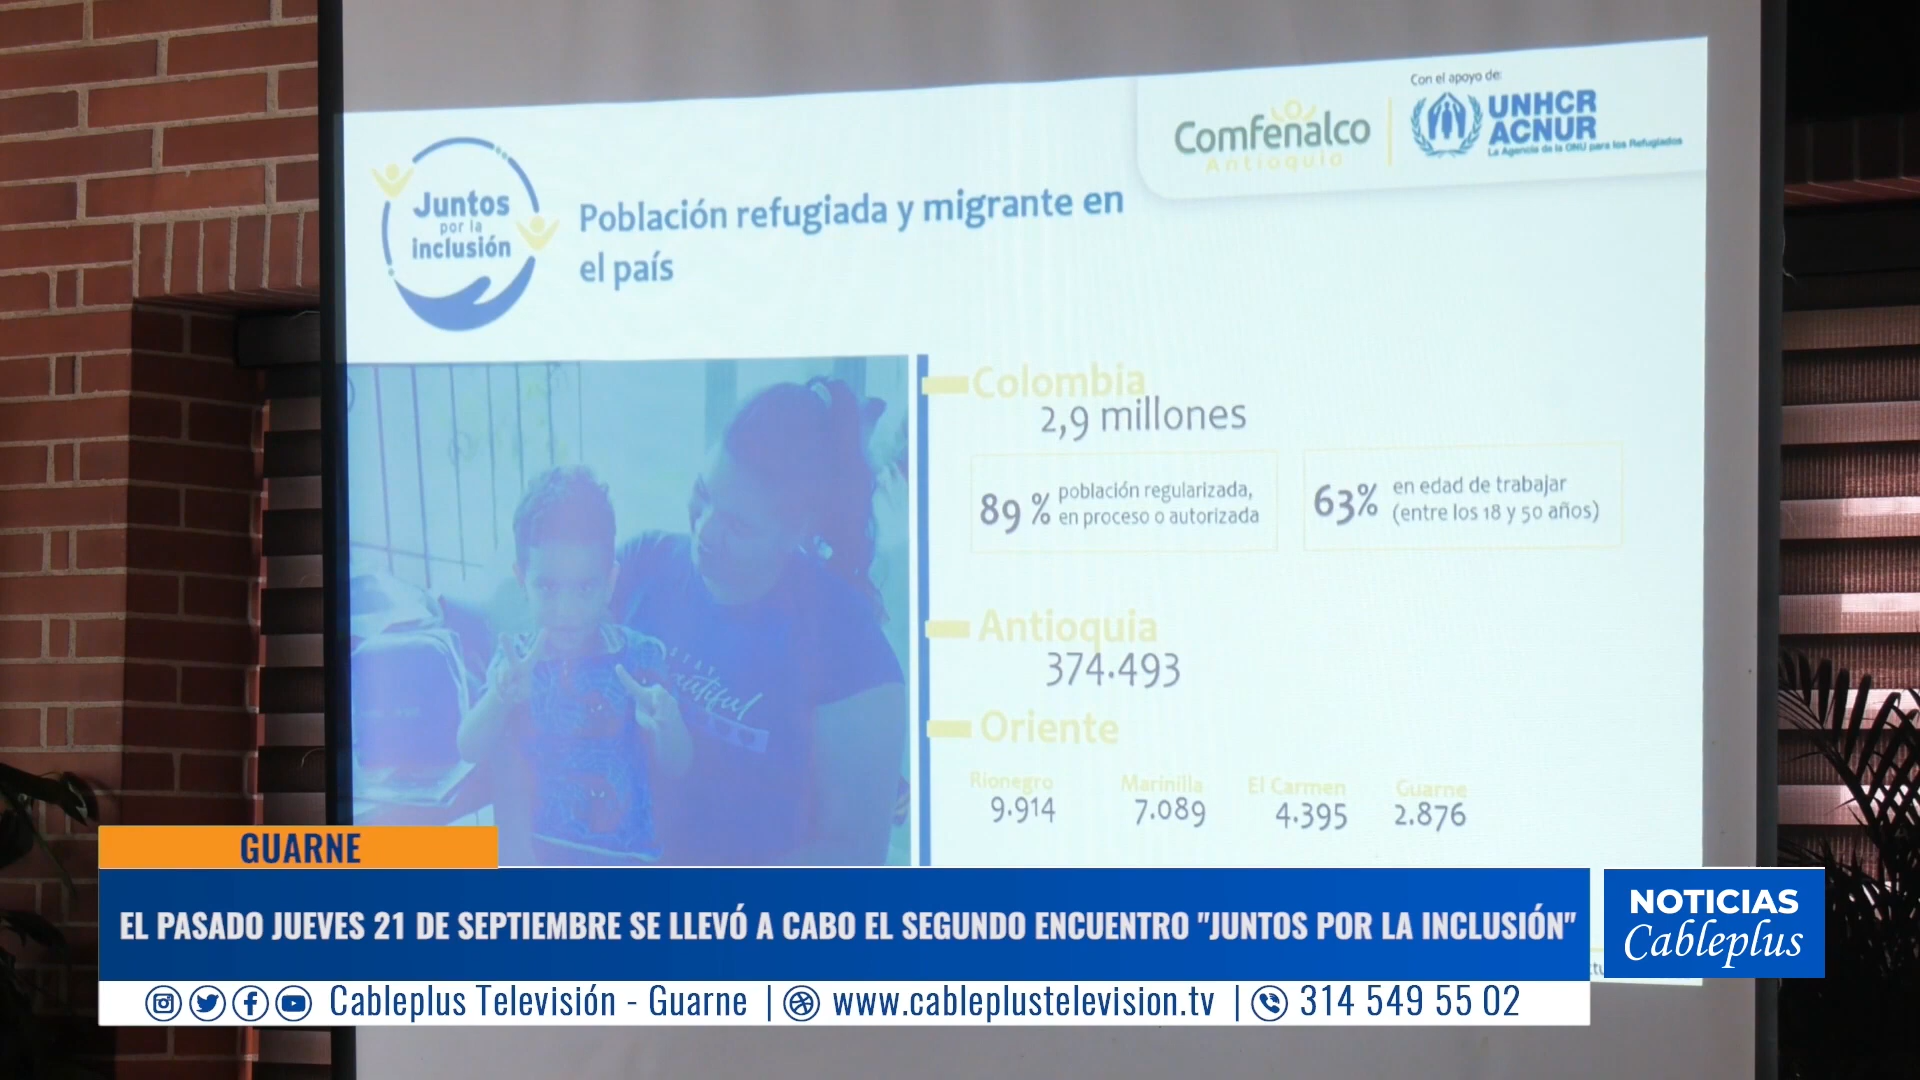 Con el apoyo de:
Comfenalco
Antioquia
UNHCR
ACNUR
La Agencia de la ONU para los Refugiados
Juntos
por la
inclusión
Población refugiada y migrante en
el país
Colombia
2,9 millones
89 % población regularizada,
en proceso o autorizada
63% en edad de trabajar
(entre los 18 y 50 años)
Antioquia
374.493
Oriente
Rionegro Marinilla El Carmen Guarne
9.914 7.089 4.395 2.876
GUARNE
EL PASADO JUEVES 21 DE SEPTIEMBRE SE LLEVÓ A CABO EL SEGUNDO ENCUENTRO "JUNTOS POR LA INCLUSIÓN"
NOTICIAS
Cableplus
Cableplus Televisión - Guarne | www.cableplustelevision.tv | 314 549 55 02